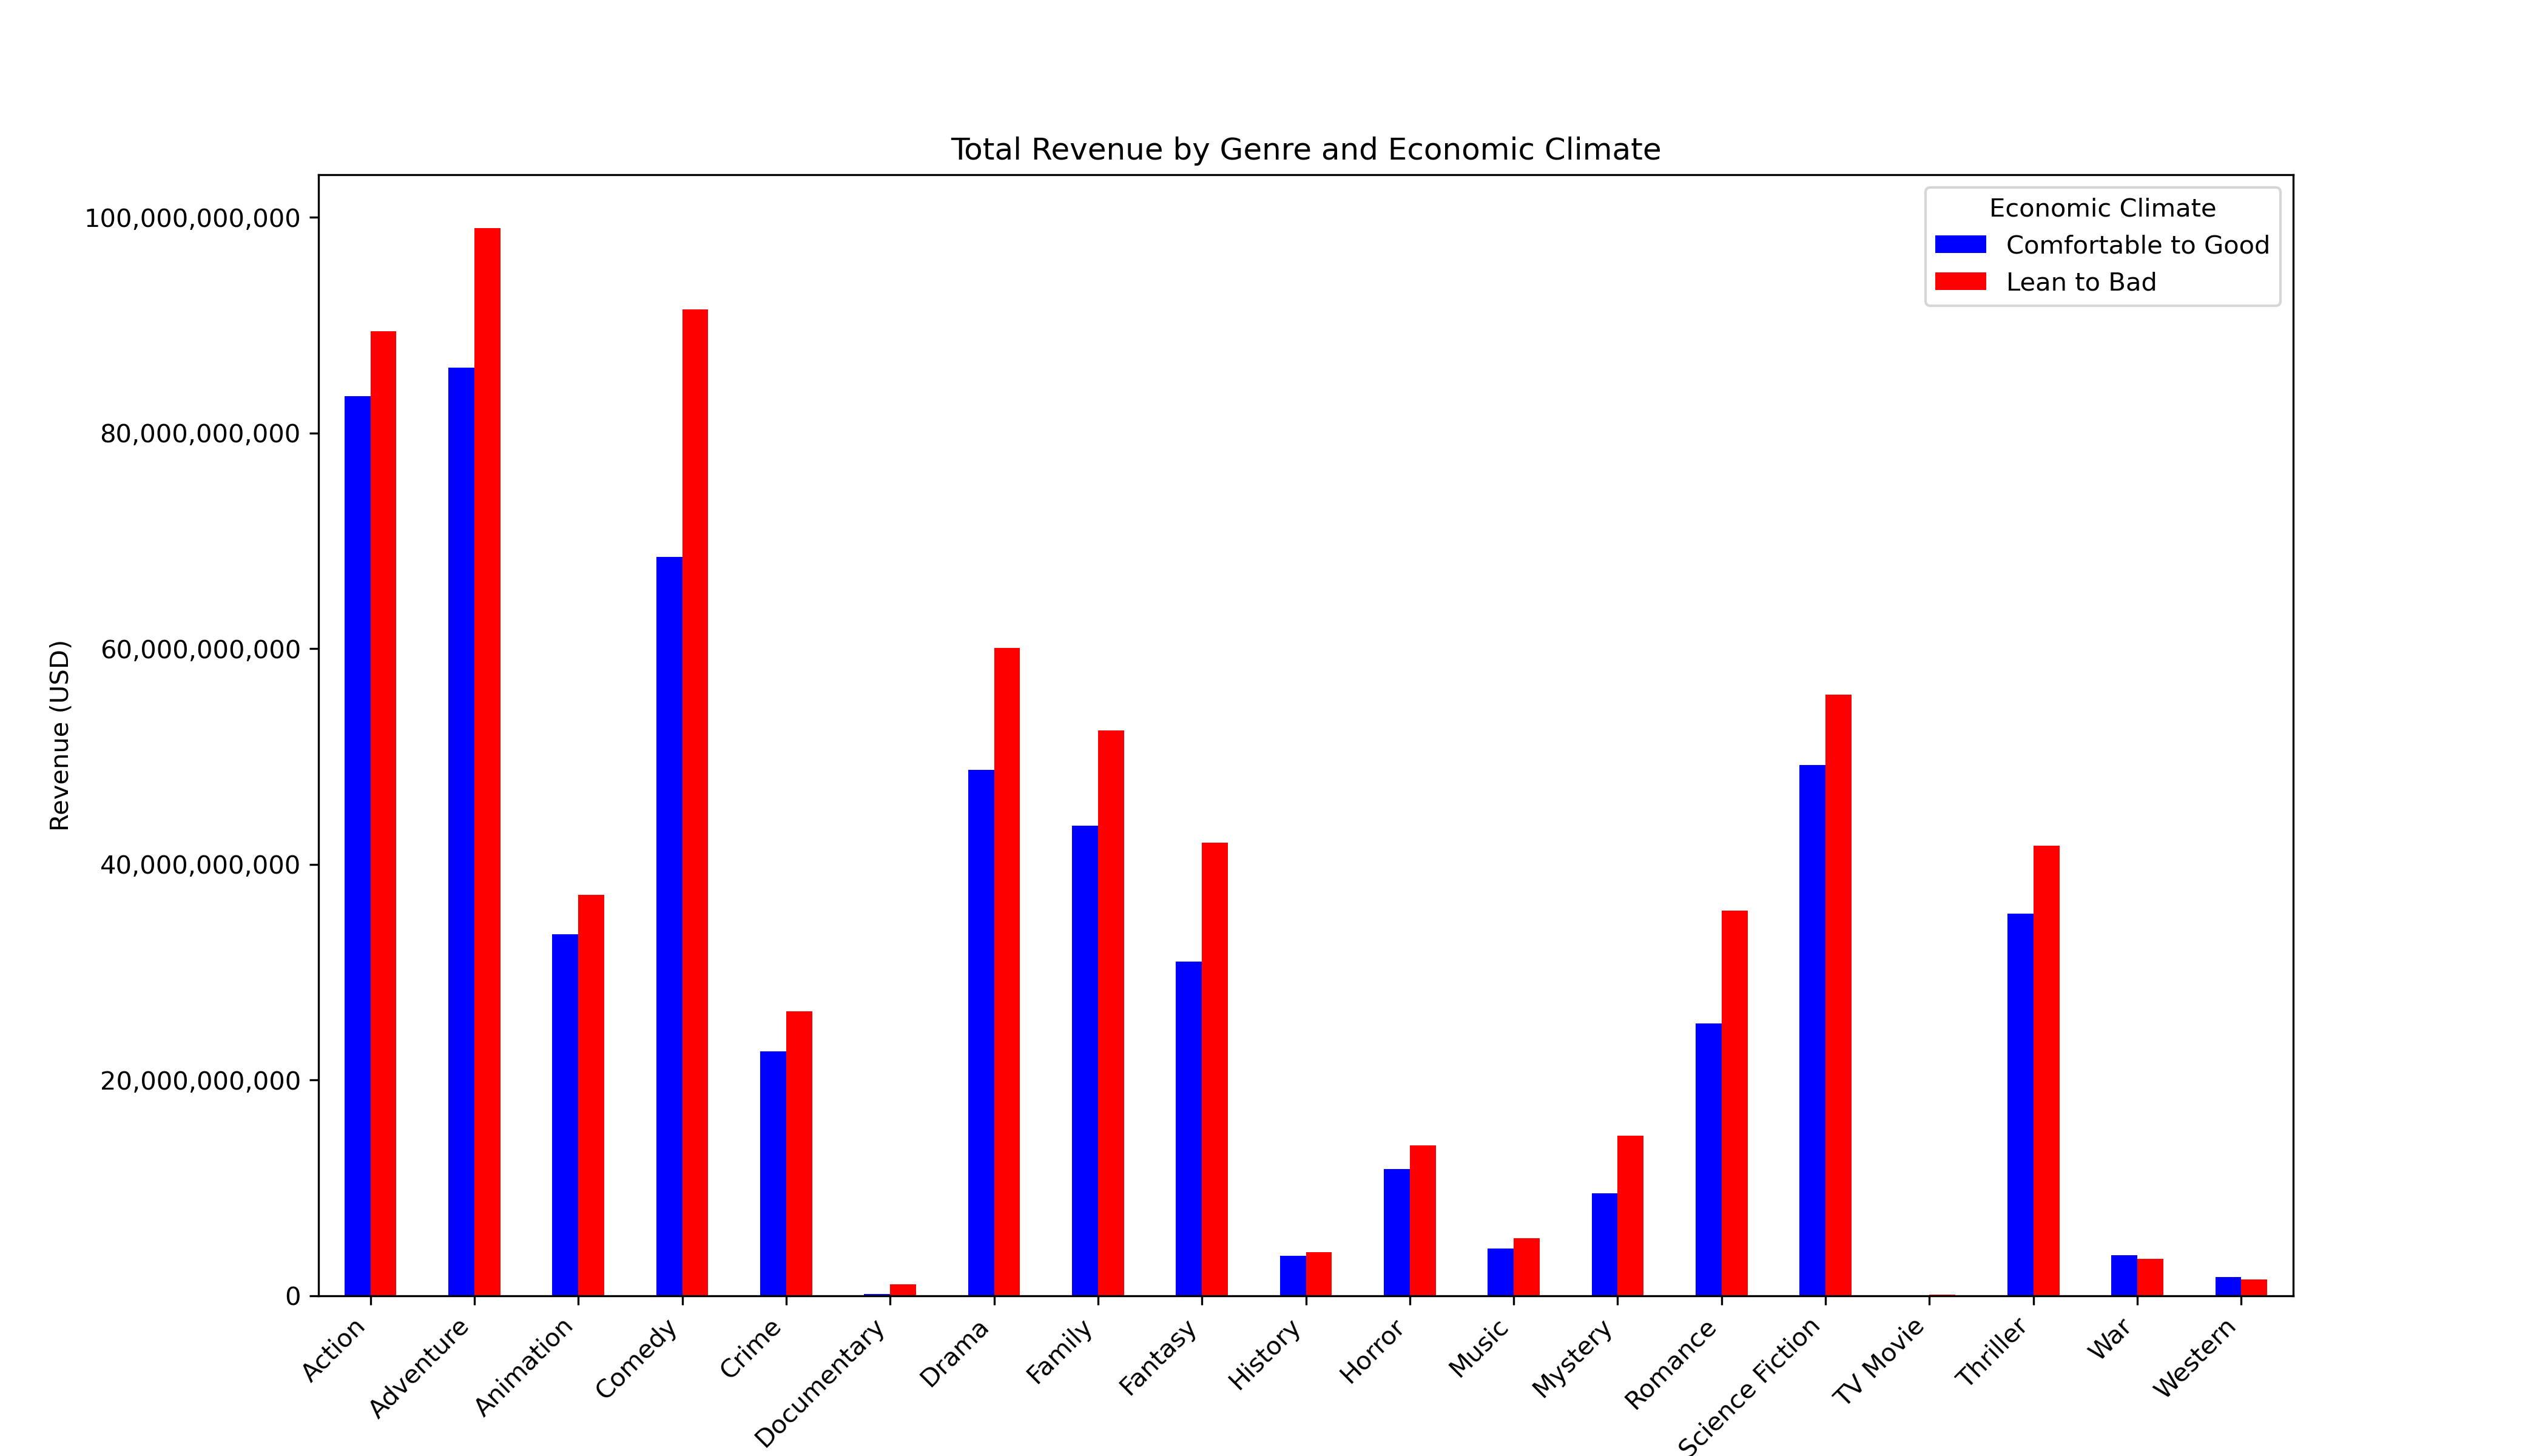 Total Revenue by Genre and Economic Climate
Economic Climate
Comfortable to Good
Lean to Bad
Revenue (USD)
100,000,000,000
80,000,000,000
60,000,000,000
40,000,000,000
20,000,000,000
0
Action
Adventure
Animation
Comedy
Crime
Documentary
Drama
Family
Fantasy
History
Horror
Music
Mystery
Romance
Science Fiction
TV Movie
Thriller
War
Western